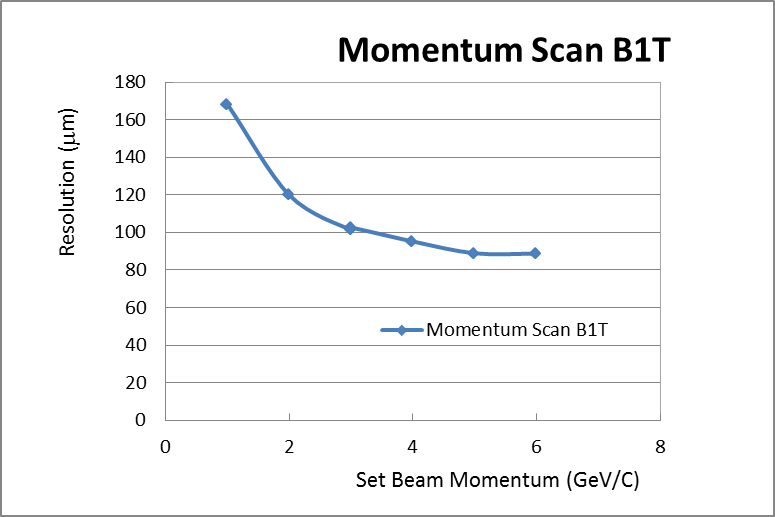 Momentum Scan B1T
180
160
140
120
100
80
60
40
20
0
Resolution (μm)
Momentum Scan B1T
0 2 4 6 8
Set Beam Momentum (GeV/C)